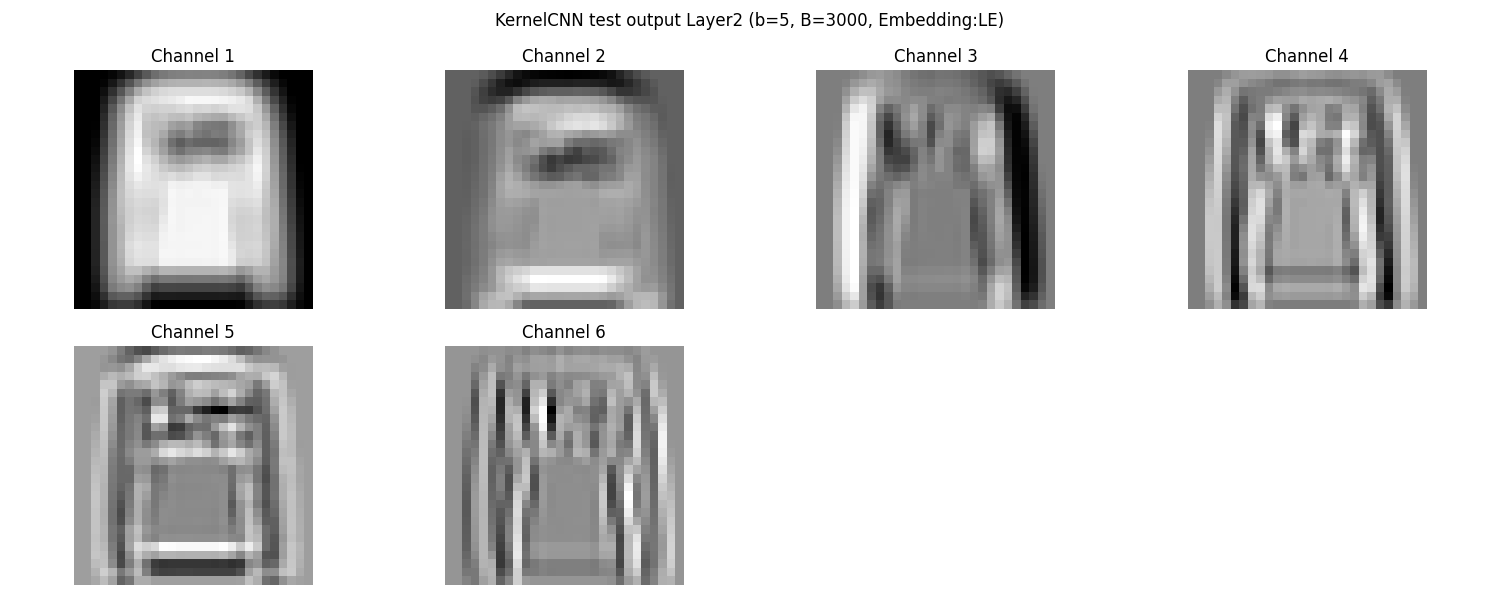 KernelCNN test output Layer2 (b=5, B=3000, Embedding:LE)
Channel 1
Channel 2
Channel 3
Channel 4
Channel 5
Channel 6